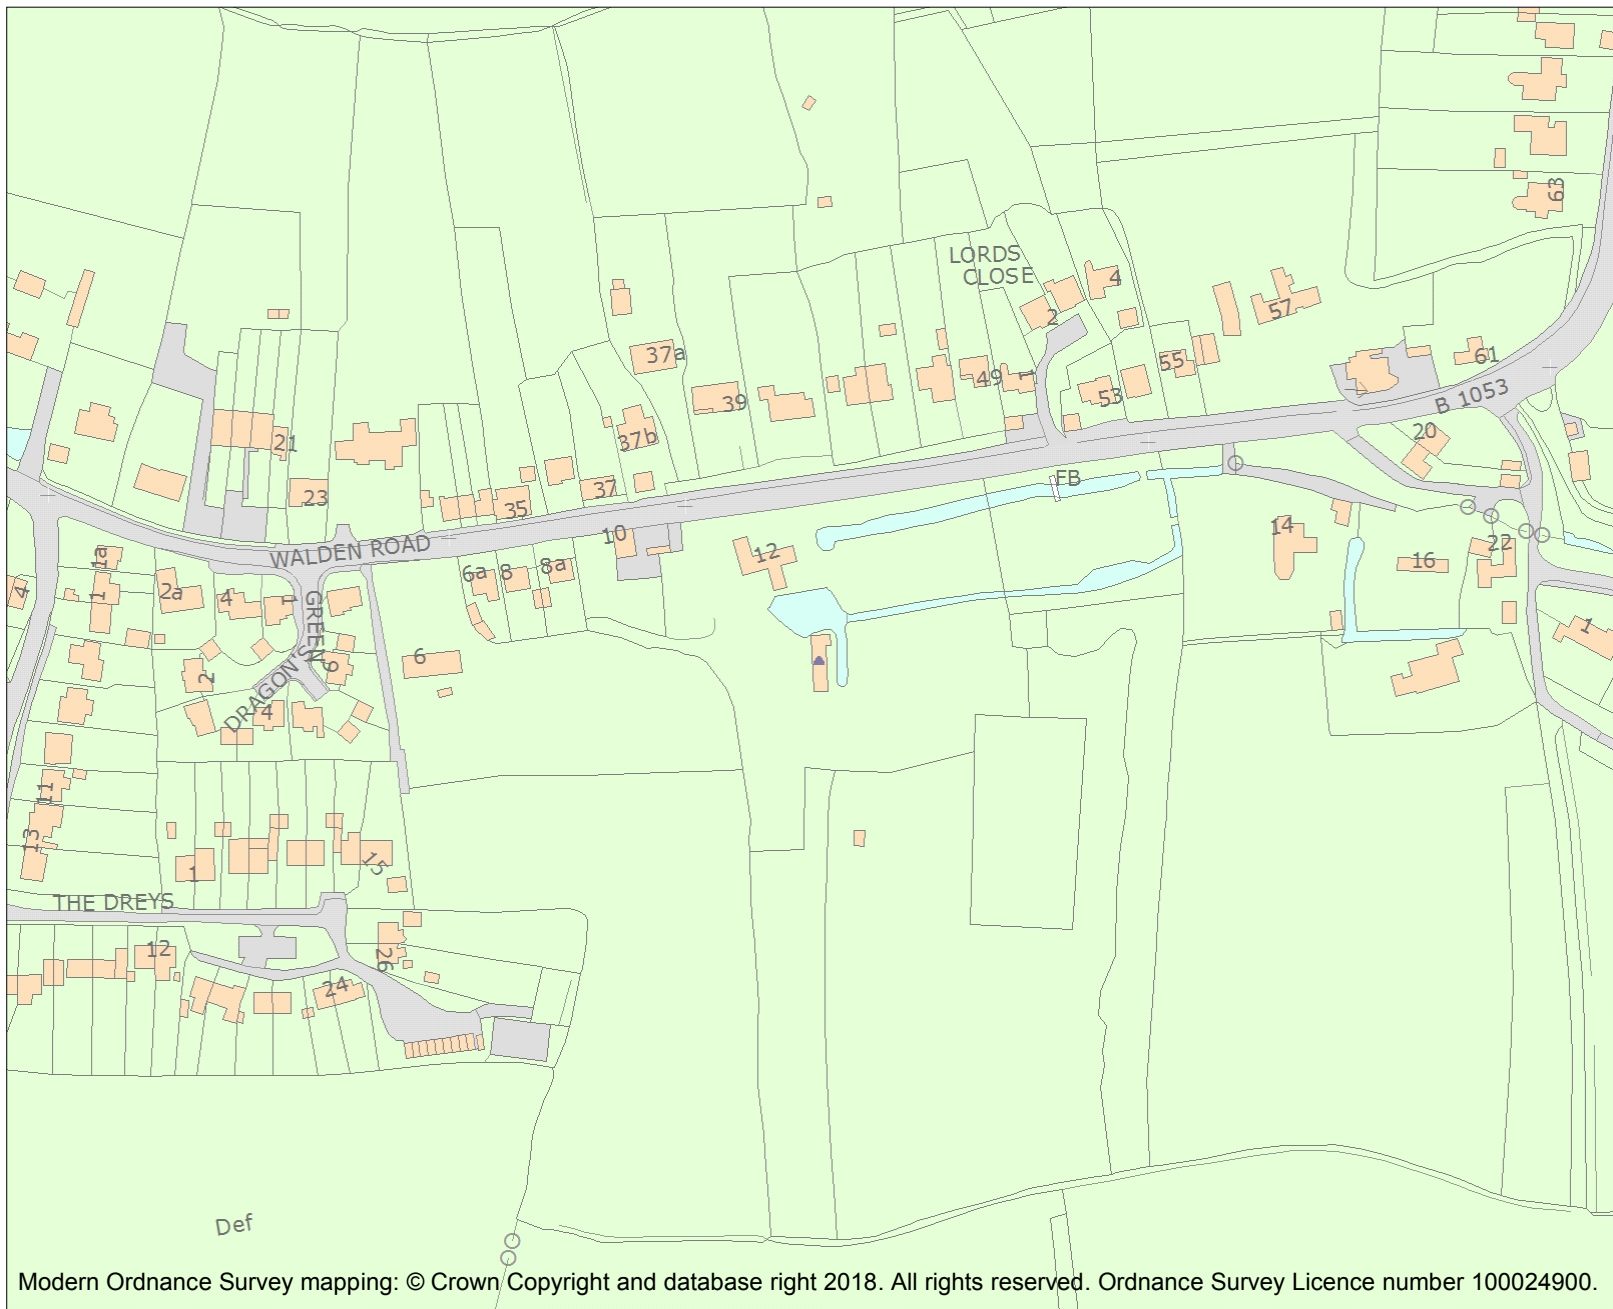 63
LORDS
CLOSE
4
2
57
37a
55
61
49
1
B 1053
53
39
20
37b
21
37
23
35
FB
14
10
WALDEN ROAD
22
12
1a
6a
8
8a
16
4
1
2a
4
1
DRAGON'S GREEN
1
6
9
2
4
11
13
15
1
THE DREYS
12
26
24
Def
Modern Ordnance Survey mapping: © Crown Copyright and database right 2018. All rights reserved. Ordnance Survey Licence number 100024900.